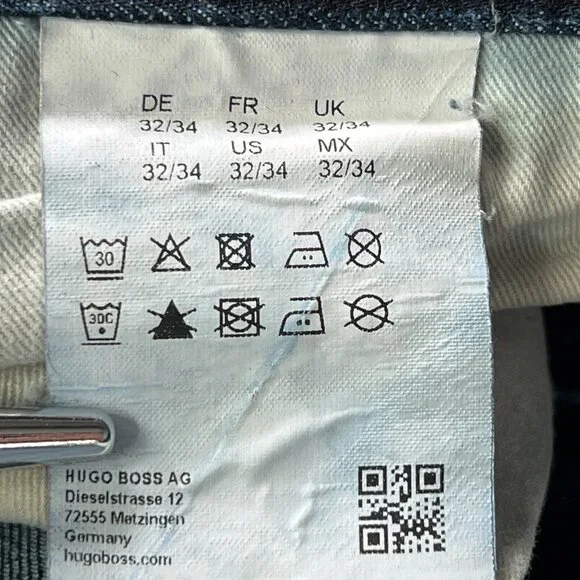 DE FR UK
32/34 32/34 32/34
IT US MX
32/34 32/34 32/34
30
30C
HUGO BOSS AG
Dieselstrasse 12
72555 Metzingen
Germany
hugoboss.com